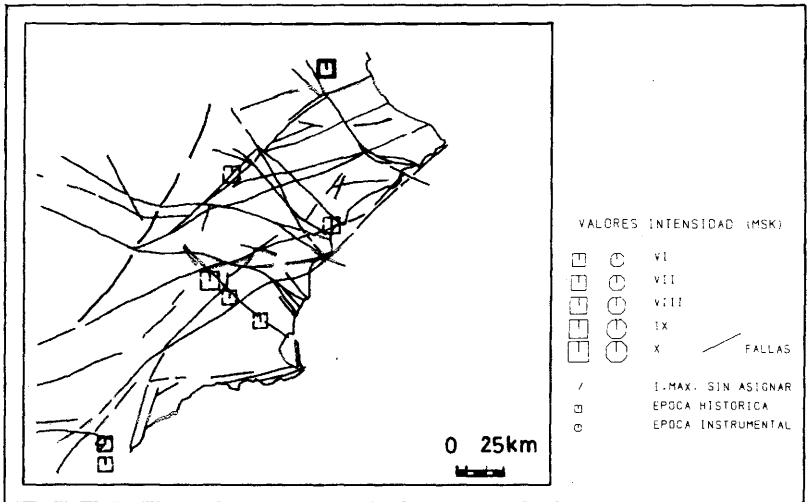 VALORES INTENSIDAD (MSK)
VI
VII
VIII
IX
X
FALLAS
I.MAX. SIN ASIGNAR
EPOCA HISTORICA
EPOCA INSTRUMENTAL
0 25km